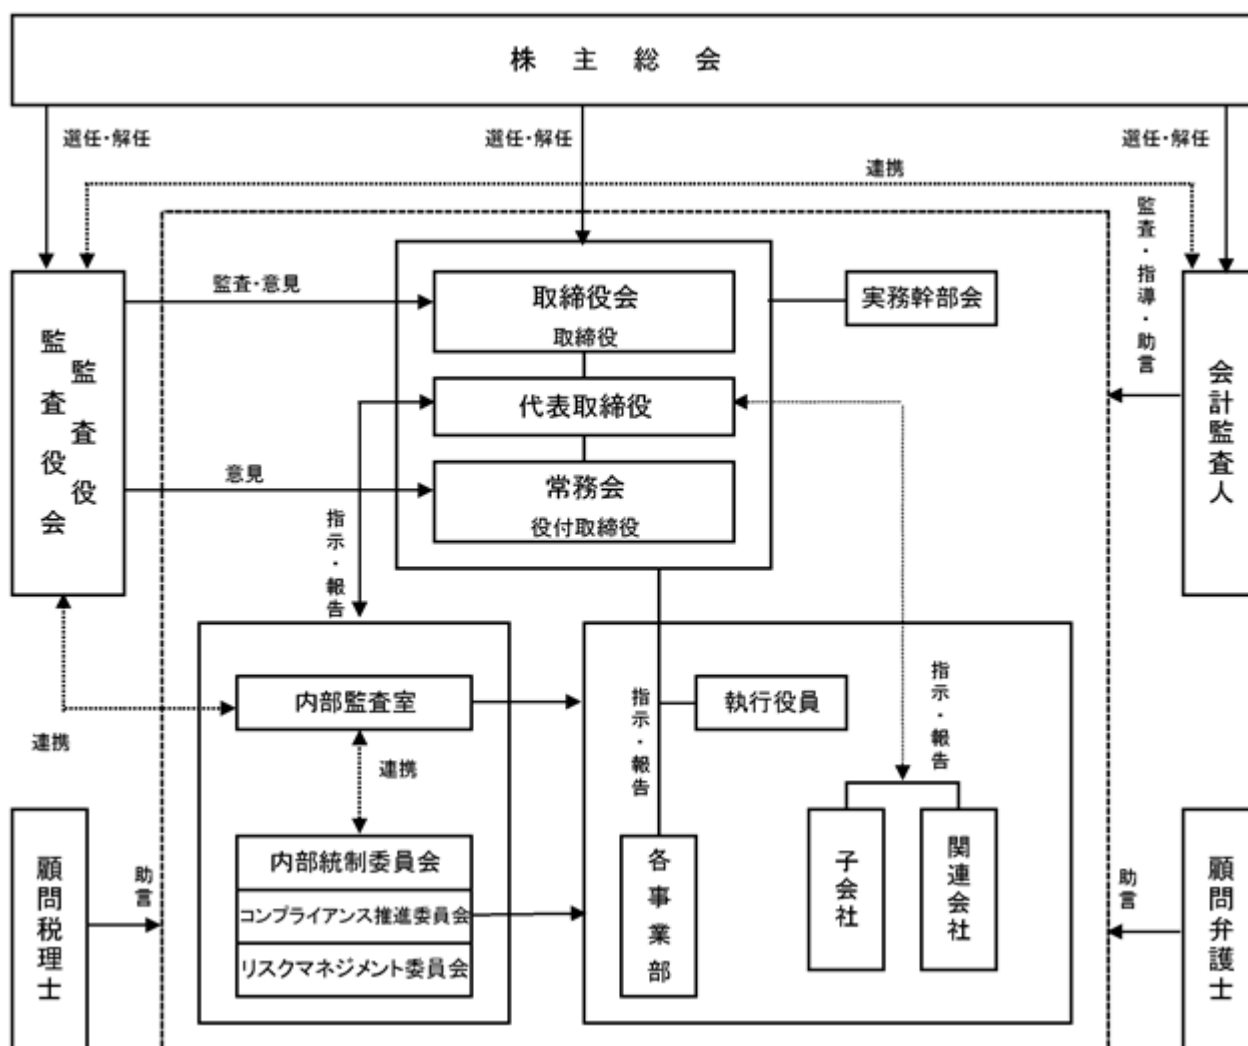 株主総会
選任・解任
選任・解任
選任・解任
連携
監査・指導・助言
監査・意見
取締役会
取締役
実務幹部会
監査役会
監査役
代表取締役
会計監査人
意見
常務会
役付取締役
指示・報告
内部監査室
指示・報告
執行役員
指示・報告
連携
連携
顧問税理士
助言
内部統制委員会
コンプライアンス推進委員会
リスクマネジメント委員会
各事業部
子会社
関連会社
助言
顧問弁護士